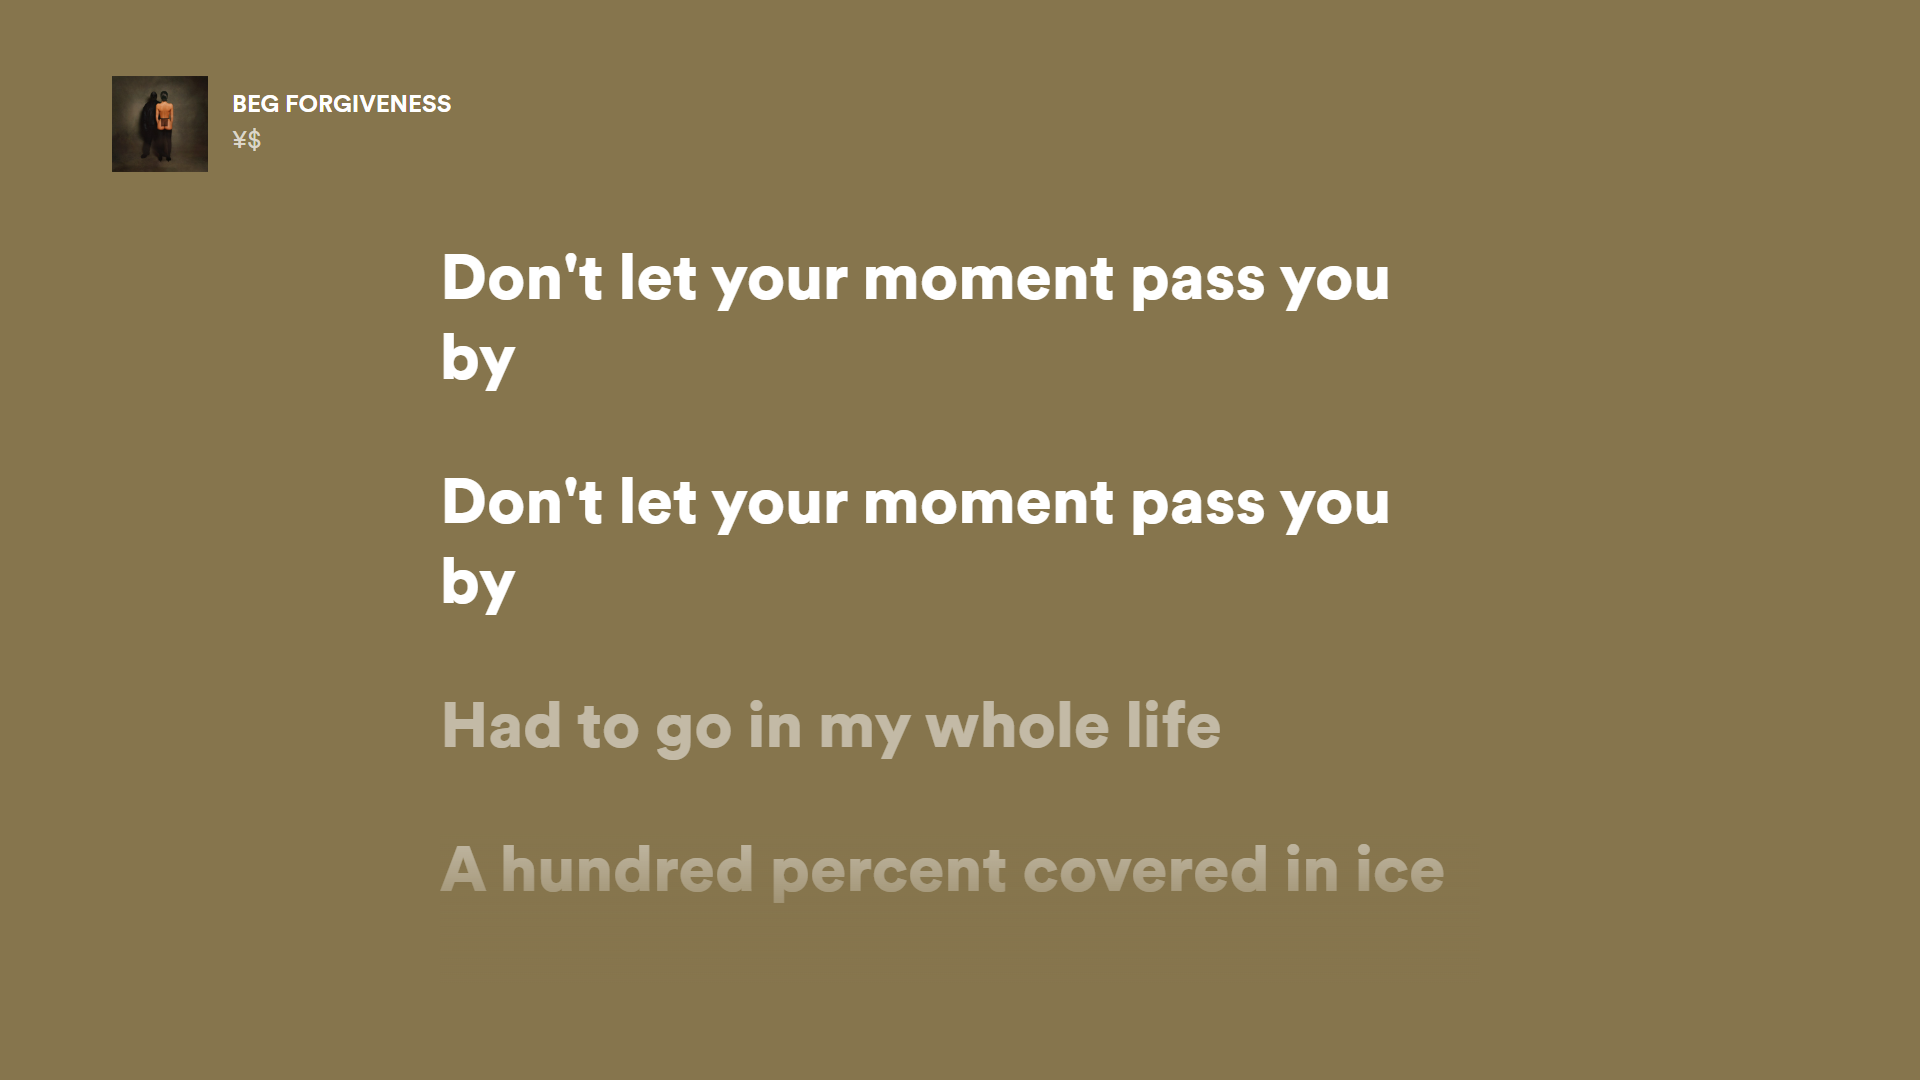 BEG FORGIVENESS
¥$
Don't let your moment pass you
by
Don't let your moment pass you
by
Had to go in my whole life
A hundred percent covered in ice